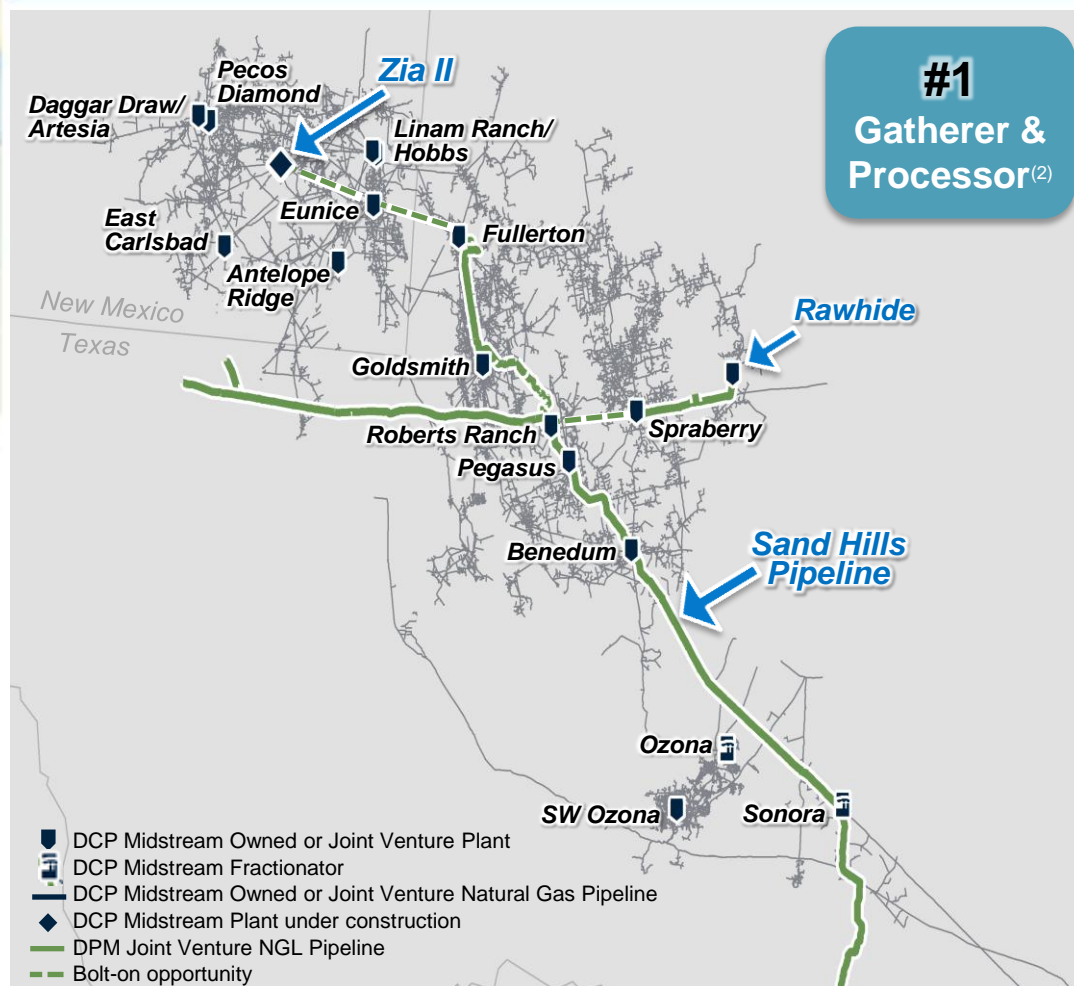 #1
Gatherer &
Processor(2)
Zia II
Pecos
Diamond
Daggar Draw/
Artesia
Linam Ranch/
Hobbs
Eunice
Fullerton
East
Carlsbad
Antelope
Ridge
New Mexico
Texas
Rawhide
Goldsmith
Roberts Ranch
Spraberry
Pegasus
Benedum
Sand Hills
Pipeline
Ozona
SW Ozona
Sonora
DCP Midstream Owned or Joint Venture Plant
DCP Midstream Fractionator
DCP Midstream Owned or Joint Venture Natural Gas Pipeline
DCP Midstream Plant under construction
DPM Joint Venture NGL Pipeline
Bolt-on opportunity